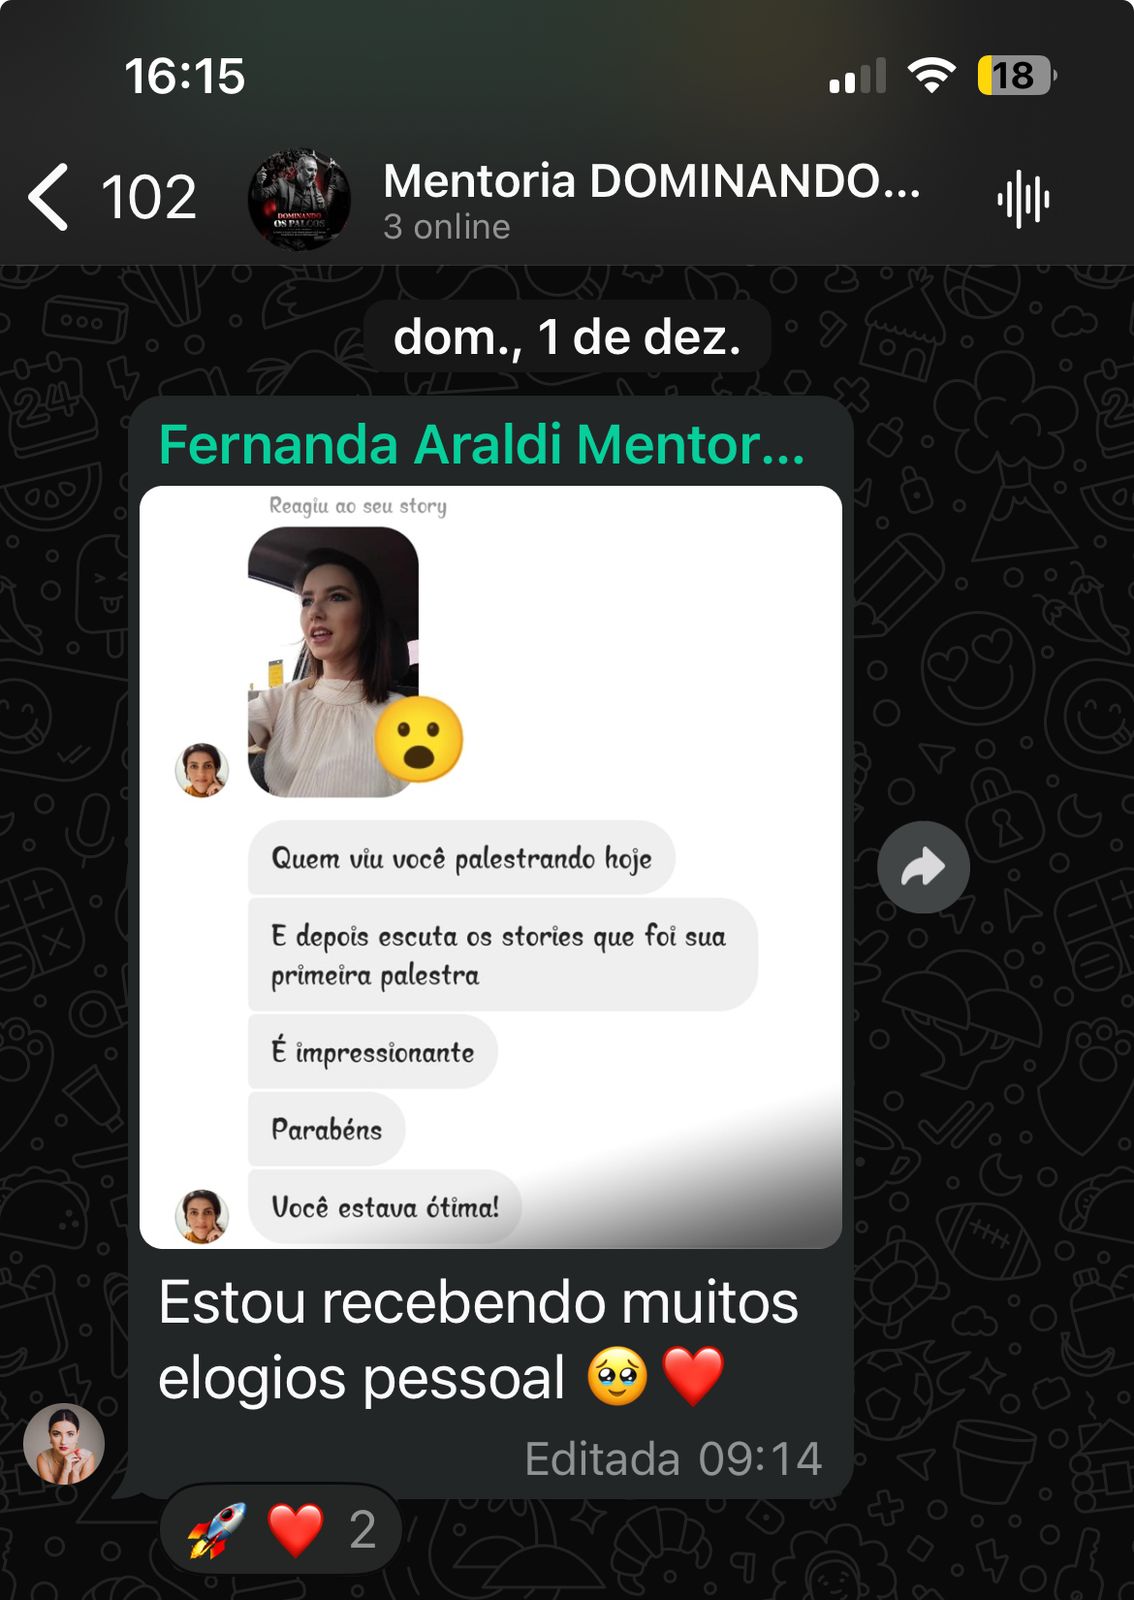 16:15
18
102
Mentoria DOMINANDO...
3 online
DOMINANDO
OS PALCOS
dom., 1 de dez.
Fernanda Araldi Mentor...
Reagiu ao seu story
Quem viu você palestrando hoje
E depois escuta os stories que foi sua
primeira palestra
É impressionante
Parabéns
Você estava ótima!
Estou recebendo muitos
elogios pessoal 🥹❤️
Editada 09:14
🚀 ❤️ 2